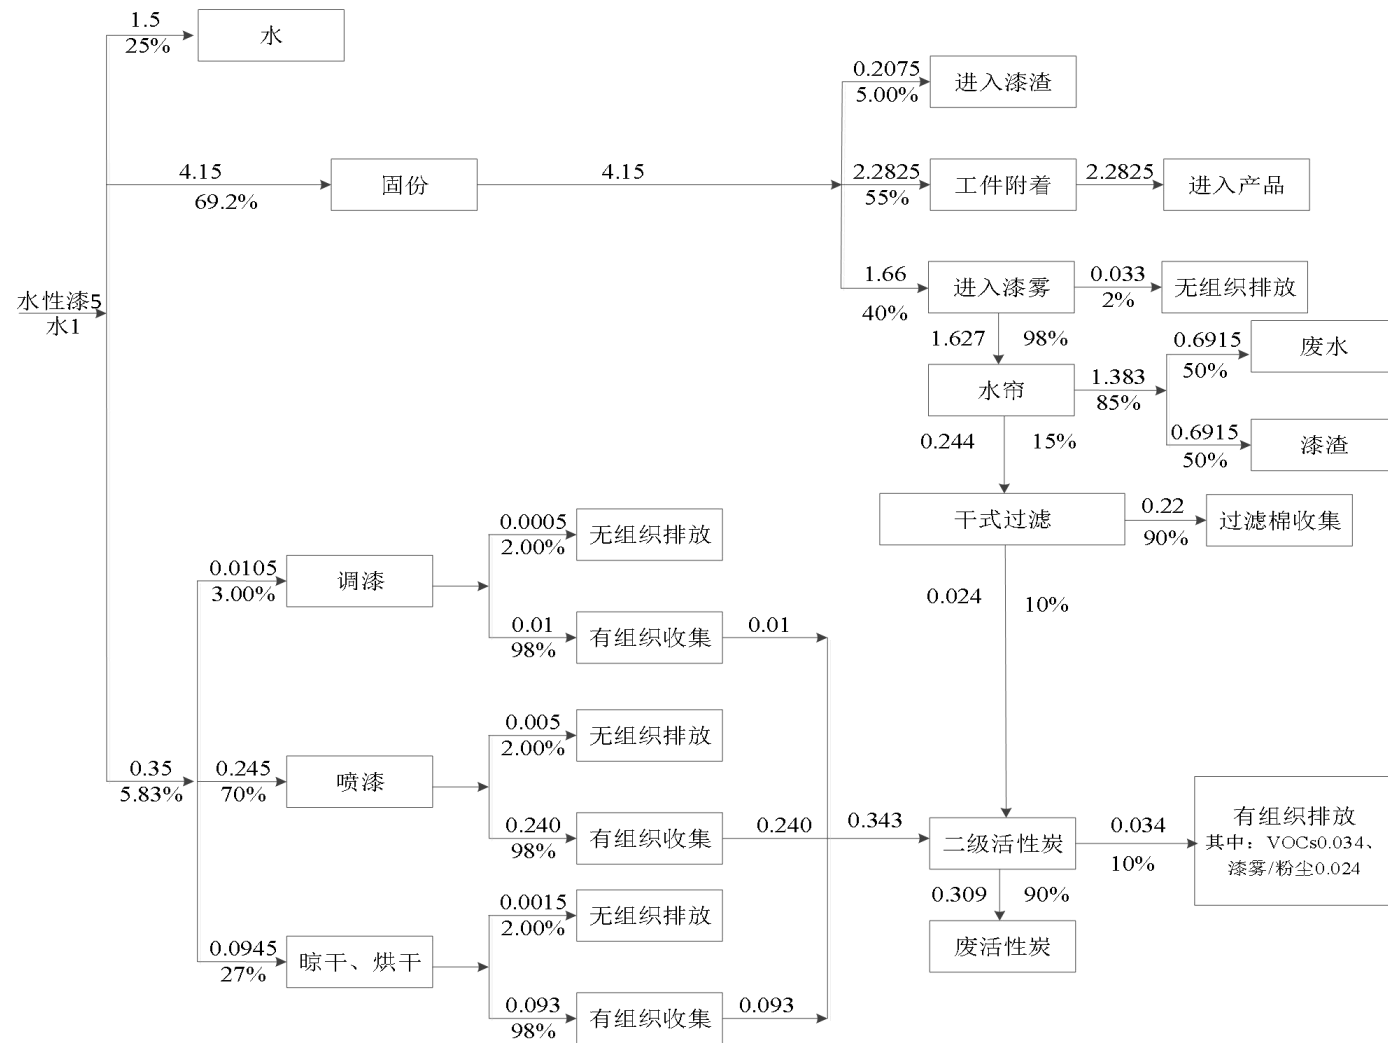 1.5
25%
水
0.2075
5.00%
进入漆渣
4.15
69.2%
固份
4.15
2.2825
55%
工件附着
2.2825
进入产品
水性漆5
水1
1.66
40%
进入漆雾
0.033
2%
无组织排放
1.627
98%
水帘
1.383
85%
0.6915
50%
废水
0.6915
50%
漆渣
0.244
15%
干式过滤
0.22
90%
过滤棉收集
0.024
10%
0.0105
3.00%
调漆
0.0005
2.00%
无组织排放
0.01
98%
有组织收集
0.01
0.35
5.83%
0.245
70%
喷漆
0.005
2.00%
无组织排放
0.240
98%
有组织收集
0.240
0.343
二级活性炭
0.034
10%
有组织排放
其中：VOCs0.034、
漆雾/粉尘0.024
0.309
90%
废活性炭
0.0945
27%
晾干、烘干
0.0015
2.00%
无组织排放
0.093
98%
有组织收集
0.093